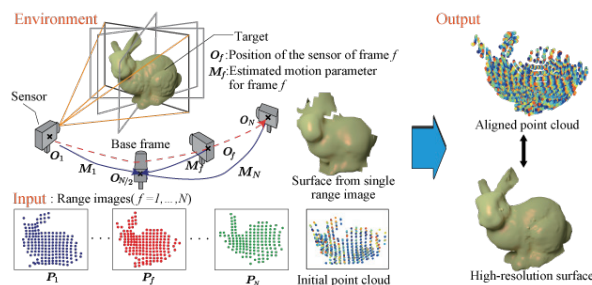 Environment
Target
O_f:Position of the sensor of frame f
M_f:Estimated motion parameter
for frame f
Sensor
O_N
O_1
Base frame
M_f
O_f
M_1
O_N/2
M_N
Surface from single
range image
Input : Range images( f =1,...,N)
P_1
P_f
P_N
Initial point cloud
Output
Aligned point cloud
High-resolution surface